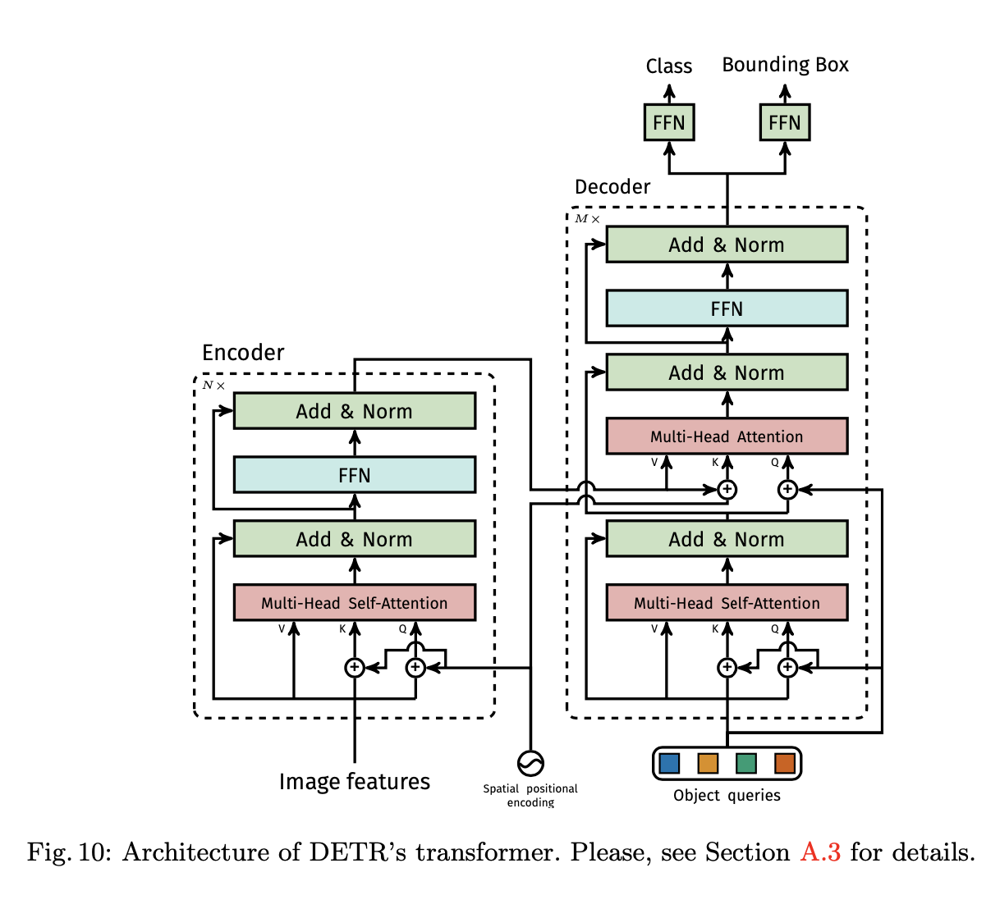 Class
Bounding Box
FFN
FFN
Decoder
M×
Add & Norm
FFN
Add & Norm
Multi-Head Attention
V
K
Q
Add & Norm
Multi-Head Self-Attention
V
K
Q
Object queries
Encoder
N×
Add & Norm
FFN
Add & Norm
Multi-Head Self-Attention
V
K
Q
Image features
Spatial positional
encoding
Fig. 10: Architecture of DETR's transformer. Please, see Section A.3 for details.